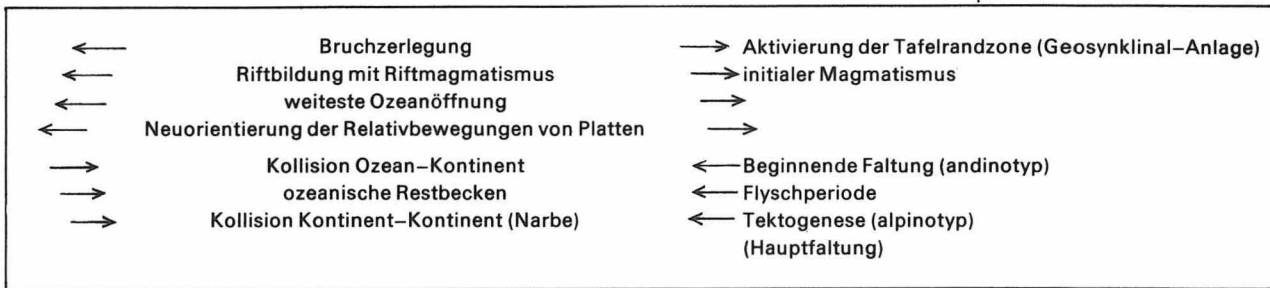 ← Bruchzerlegung → Aktivierung der Tafelrandzone (Geosynklinal–Anlage)
← Riftbildung mit Riftmagmatismus → initialer Magmatismus
← weiteste Ozeanöffnung →
← Neuorientierung der Relativbewegungen von Platten →
→ Kollision Ozean–Kontinent ← Beginnende Faltung (andinotyp)
→ ozeanische Restbecken ← Flyschperiode
→ Kollision Kontinent–Kontinent (Narbe) ← Tektogenese (alpinotyp)
(Hauptfaltung)